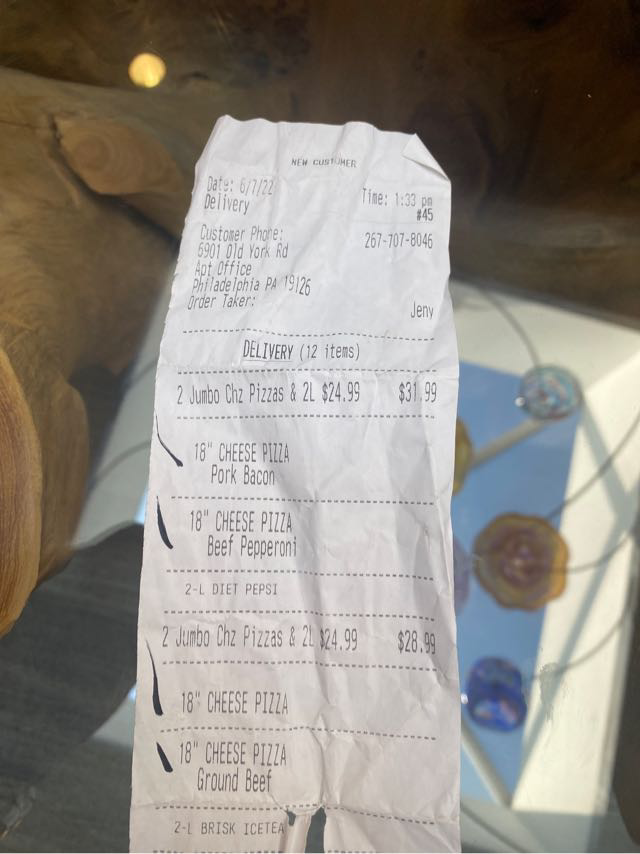 NEW CUSTOMER
Date: 6/7/22 Time: 1:33 pm
Delivery #45
Customer Phone: 267-707-8046
6901 Old York Rd
Apt Office
Philadelphia PA 19126
Order Taker: Jeny
DELIVERY (12 items)
2 Jumbo Chz Pizzas & 2L $24.99 $31.99
18" CHEESE PIZZA
Pork Bacon
18" CHEESE PIZZA
Beef Pepperoni
2-L DIET PEPSI
2 Jumbo Chz Pizzas & 2L $24.99 $28.99
18" CHEESE PIZZA
18" CHEESE PIZZA
Ground Beef
2-L BRISK ICETEA